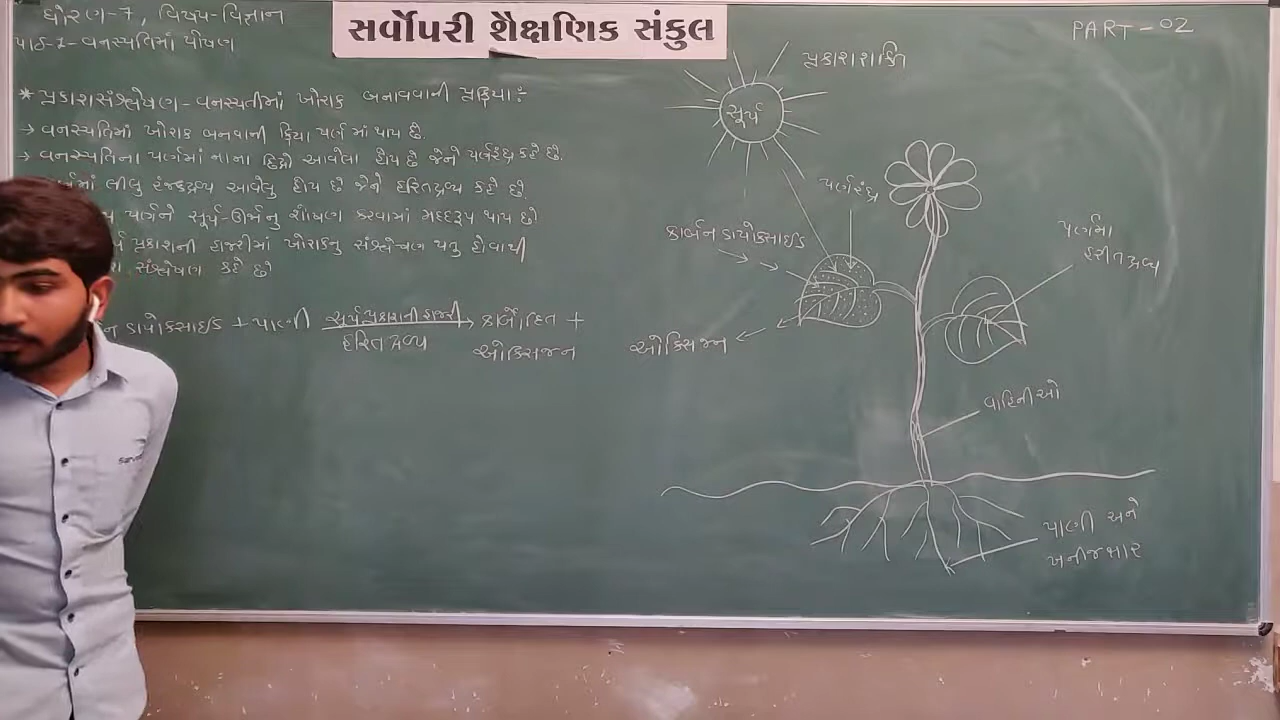 ધોરણ-7, વિષય-વિજ્ઞાન
પાઠ-1-વનસ્પતિમાં પોષણ
સર્વોપરી શૈક્ષણિક સંકુલ
PART-02
* પ્રકાશસંશ્લેષણ-વનસ્પતીમાં ખોરાક બનાવવાની પ્રક્રિયા:-
→ વનસ્પતિમાં ખોરાક બનવાની ક્રિયા પર્ણ માં થાય છે.
→ વનસ્પતિના પર્ણમાં નાના છિદ્રો આવેલા હોય છે જેને પર્ણરંધ્ર કહે છે.
લીલુ રંજકદ્રવ્ય આવેલુ હોય છે જેને હરિતદ્રવ્ય કહે છે.
પર્ણને સૂર્ય-ઊર્જાનુ શોષણ કરવામાં મદદરૂપ થાય છે
પ્રકાશની હાજરીમાં ખોરાકનુ સંશ્લેષણ થતુ હોવાથી
સંશ્લેષણ કહે છે
ડાયોક્સાઇડ + પાણી સૂર્યપ્રકાશની હાજરી → કાર્બોદિત +
હરિતદ્રવ્ય ઓક્સિજન
પ્રકાશશક્તિ
સૂર્ય
પર્ણરંધ્ર
કાર્બન ડાયોક્સાઇડ
ઓક્સિજન
પર્ણમા
હરીતદ્રવ્ય
વાહિનીઓ
પાણી અને
ખનીજક્ષાર